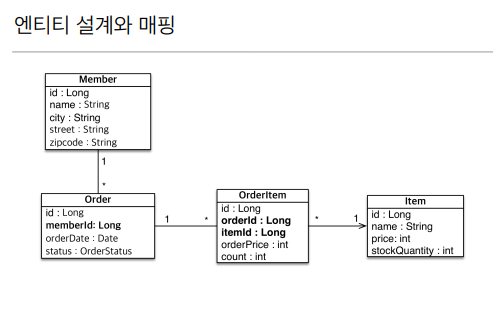 엔티티 설계와 매핑
Member
id : Long
name : String
city : String
street : String
zipcode : String
1
*
Order
id : Long
memberId: Long
orderDate : Date
status : OrderStatus
1
*
OrderItem
id : Long
orderId : Long
itemId : Long
orderPrice : int
count : int
*
1
Item
id : Long
name : String
price: int
stockQuantity : int